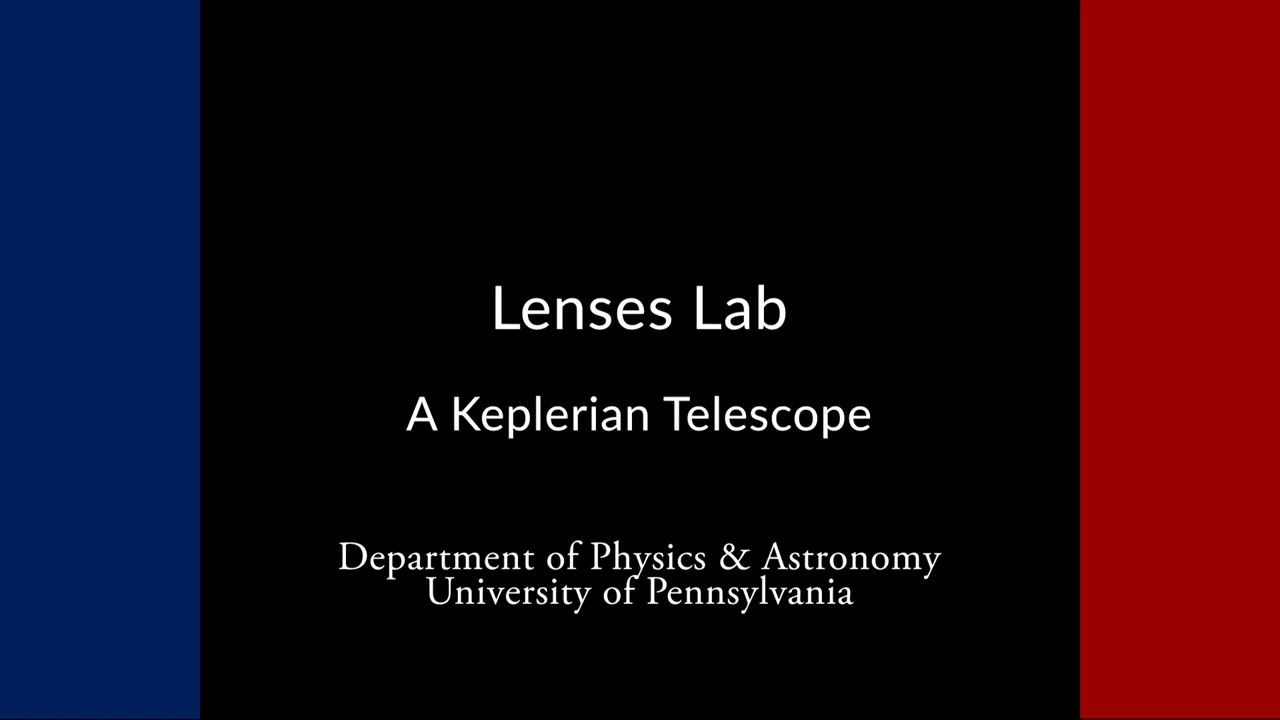 Lenses Lab
A Keplerian Telescope
Department of Physics & Astronomy
University of Pennsylvania